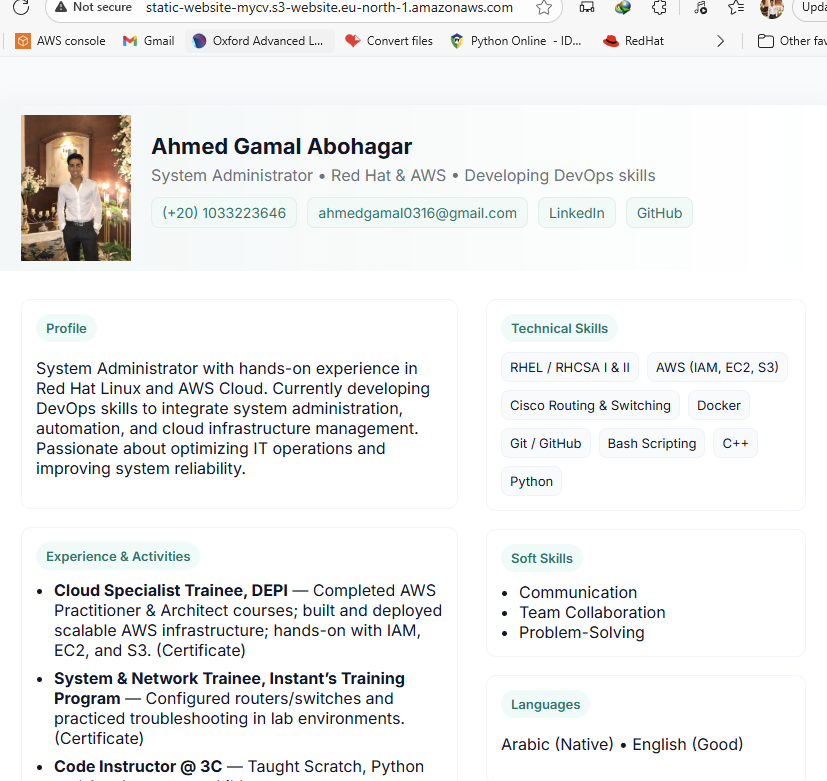 Not secure
static-website-mycv.s3-website.eu-north-1.amazonaws.com
AWS console
Gmail
Oxford Advanced L...
Convert files
Python Online - ID...
RedHat
Other fav
Ahmed Gamal Abohagar
System Administrator • Red Hat & AWS • Developing DevOps skills
(+20) 1033223646
ahmedgamal0316@gmail.com
LinkedIn
GitHub
Profile
System Administrator with hands-on experience in
Red Hat Linux and AWS Cloud. Currently developing
DevOps skills to integrate system administration,
automation, and cloud infrastructure management.
Passionate about optimizing IT operations and
improving system reliability.
Experience & Activities
• Cloud Specialist Trainee, DEPI — Completed AWS
Practitioner & Architect courses; built and deployed
scalable AWS infrastructure; hands-on with IAM,
EC2, and S3. (Certificate)
• System & Network Trainee, Instant’s Training
Program — Configured routers/switches and
practiced troubleshooting in lab environments.
(Certificate)
• Code Instructor @ 3C — Taught Scratch, Python
Technical Skills
RHEL / RHCSA I & II
AWS (IAM, EC2, S3)
Cisco Routing & Switching
Docker
Git / GitHub
Bash Scripting
C++
Python
Soft Skills
• Communication
• Team Collaboration
• Problem-Solving
Languages
Arabic (Native) • English (Good)